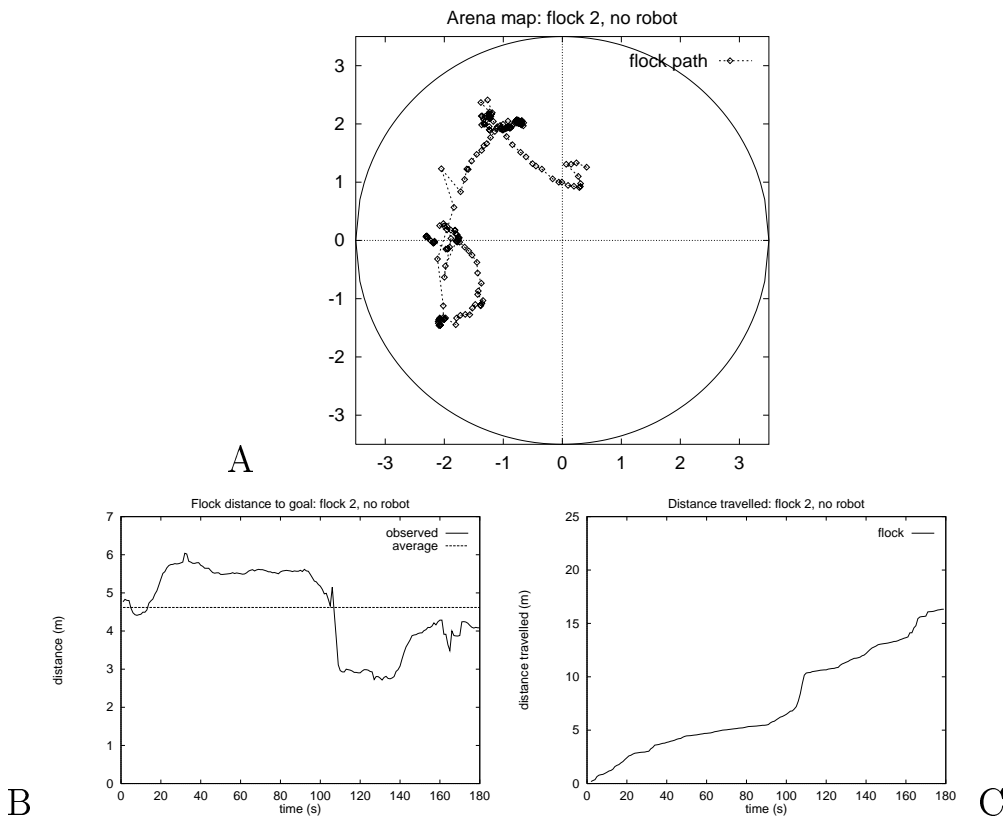 Arena map: flock 2, no robot
flock path
3
2
1
0
-1
-2
-3
-3 -2 -1 0 1 2 3
A
Flock distance to goal: flock 2, no robot
observed
average
7
6
5
4
3
2
1
0
distance (m)
0 20 40 60 80 100 120 140 160 180
time (s)
B
Distance travelled: flock 2, no robot
flock
25
20
15
10
5
0
distance travelled (m)
0 20 40 60 80 100 120 140 160 180
time (s)
C